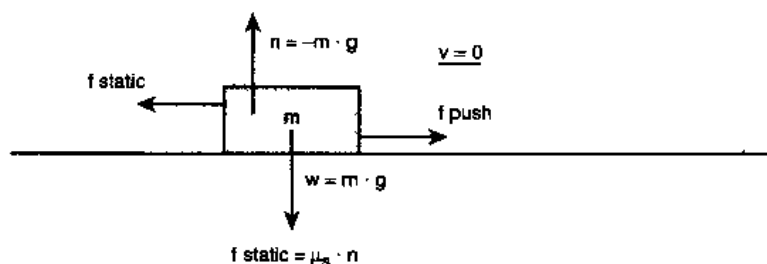 n = –m · g
v = 0
f static
f push
m
w = m · g
f static = μs · n